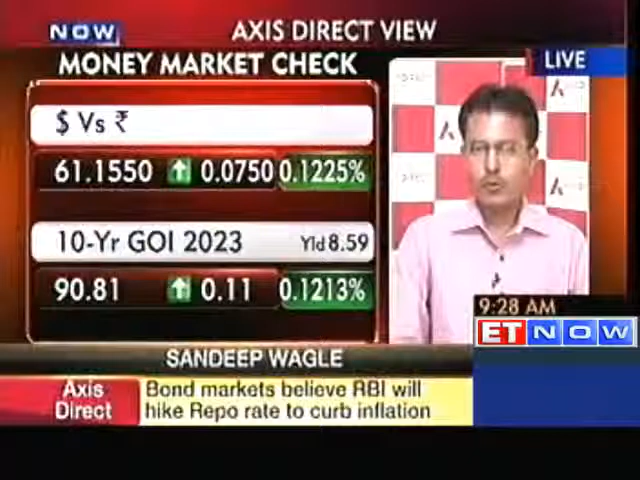 NOW
AXIS DIRECT VIEW
MONEY MARKET CHECK
LIVE
$ Vs ₹
61.1550 0.0750 0.1225%
10-Yr GOI 2023 Yld 8.59
90.81 0.11 0.1213%
9:28 AM
ET NOW
SANDEEP WAGLE
Axis Direct
Bond markets believe RBI will
hike Repo rate to curb inflation